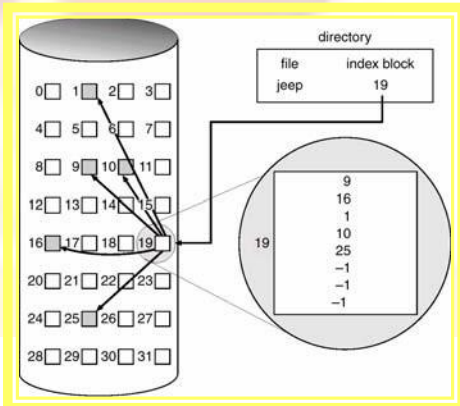 directory
file index block
jeep 19
0 1 2 3
4 5 6 7
8 9 10 11
12 13 14 15
16 17 18 19
20 21 22 23
24 25 26 27
28 29 30 31
19
9
16
1
10
25
–1
–1
–1